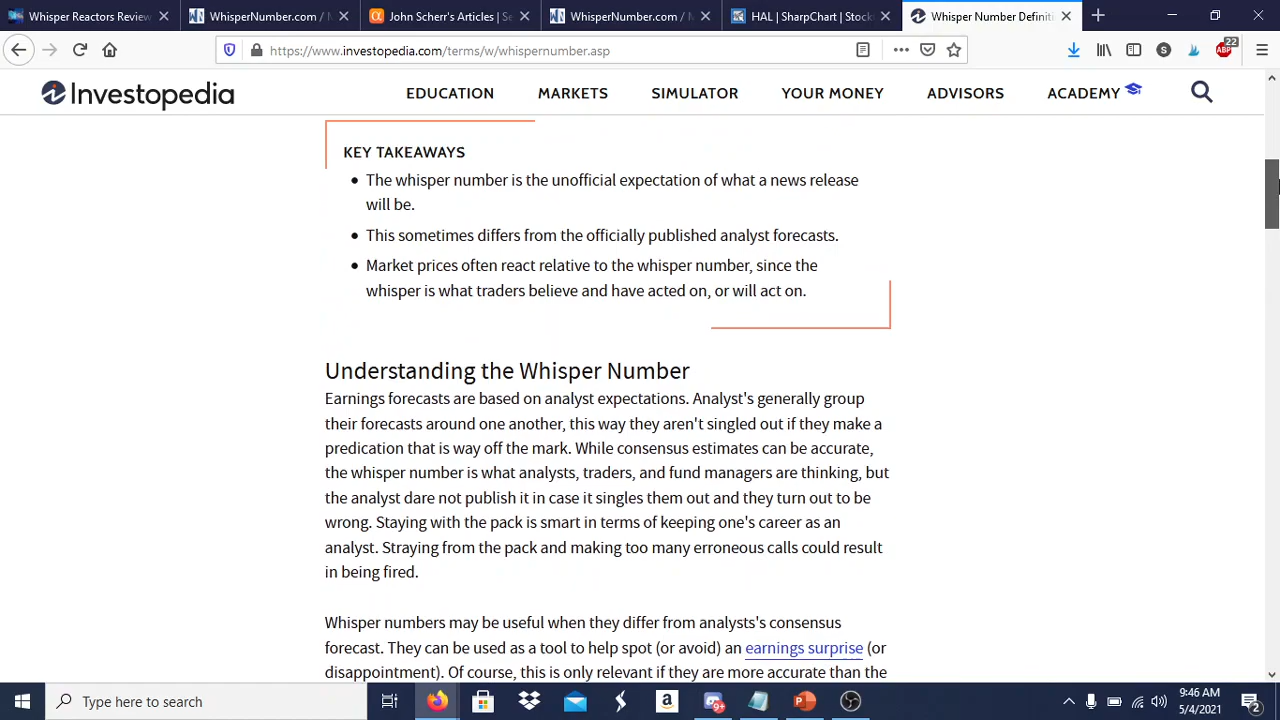 Whisper Reactors Review
WhisperNumber.com / M
John Scherr's Articles | Se
WhisperNumber.com / M
HAL | SharpChart | Stock
Whisper Number Definiti
https://www.investopedia.com/terms/w/whispernumber.asp
S
ABP
22
Investopedia
EDUCATION
MARKETS
SIMULATOR
YOUR MONEY
ADVISORS
ACADEMY
KEY TAKEAWAYS
The whisper number is the unofficial expectation of what a news release
will be.
This sometimes differs from the officially published analyst forecasts.
Market prices often react relative to the whisper number, since the
whisper is what traders believe and have acted on, or will act on.
Understanding the Whisper Number
Earnings forecasts are based on analyst expectations. Analyst's generally group
their forecasts around one another, this way they aren't singled out if they make a
predication that is way off the mark. While consensus estimates can be accurate,
the whisper number is what analysts, traders, and fund managers are thinking, but
the analyst dare not publish it in case it singles them out and they turn out to be
wrong. Staying with the pack is smart in terms of keeping one's career as an
analyst. Straying from the pack and making too many erroneous calls could result
in being fired.
Whisper numbers may be useful when they differ from analysts's consensus
forecast. They can be used as a tool to help spot (or avoid) an earnings surprise (or
disappointment). Of course, this is only relevant if they are more accurate than the
Type here to search
9+
9:46 AM
5/4/2021
2